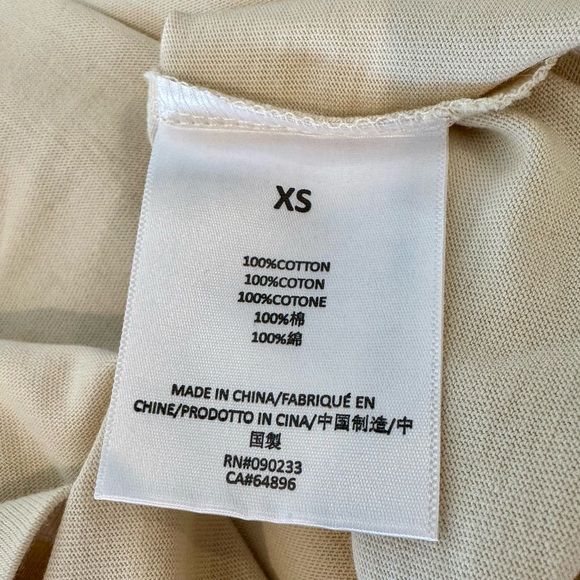 XS
100%COTTON
100%COTON
100%COTONE
100%棉
100%綿
MADE IN CHINA/FABRIQUÉ EN
CHINE/PRODOTTO IN CINA/中国制造/中
国製
RN#090233
CA#64896